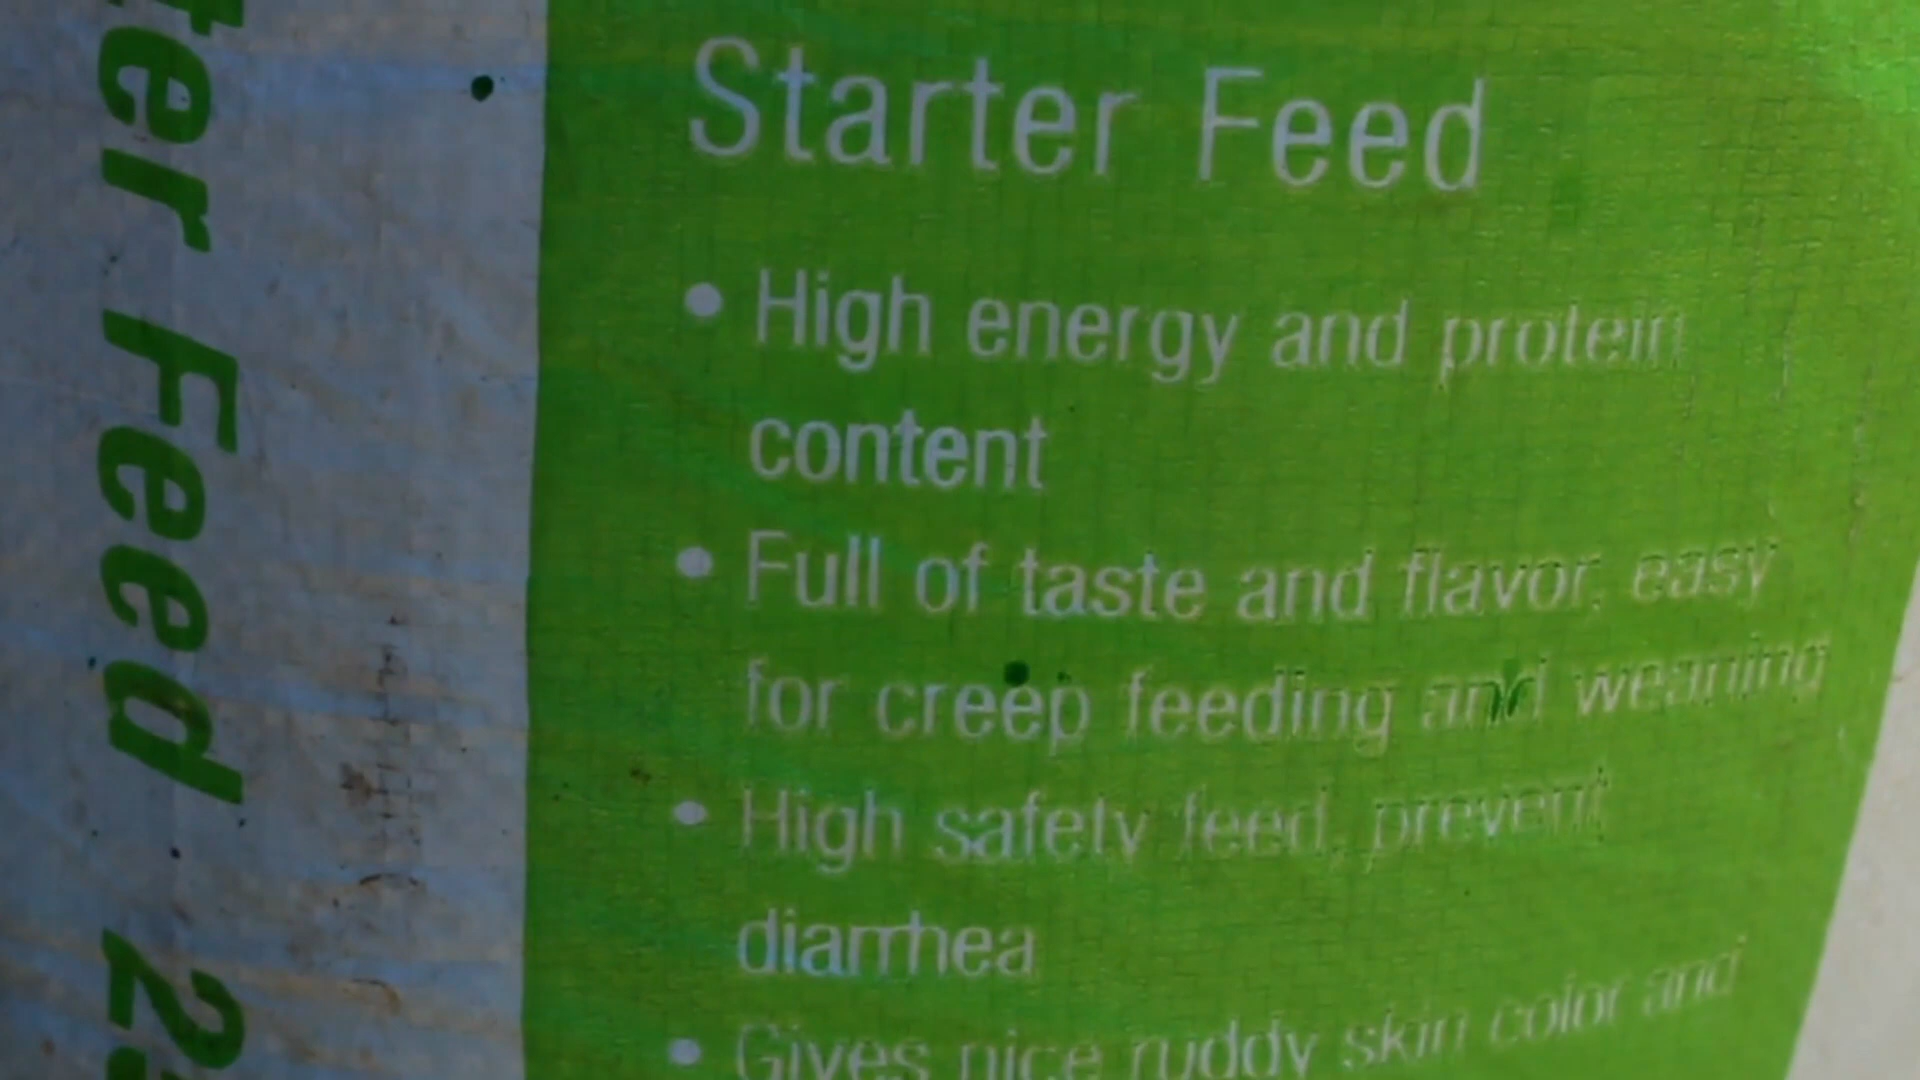 ter Feed 25
Starter Feed
• High energy and protein
content
• Full of taste and flavor, easy
for creep feeding and weaning
• High safety feed, prevent
diarrhea
• Gives nice ruddy skin color and